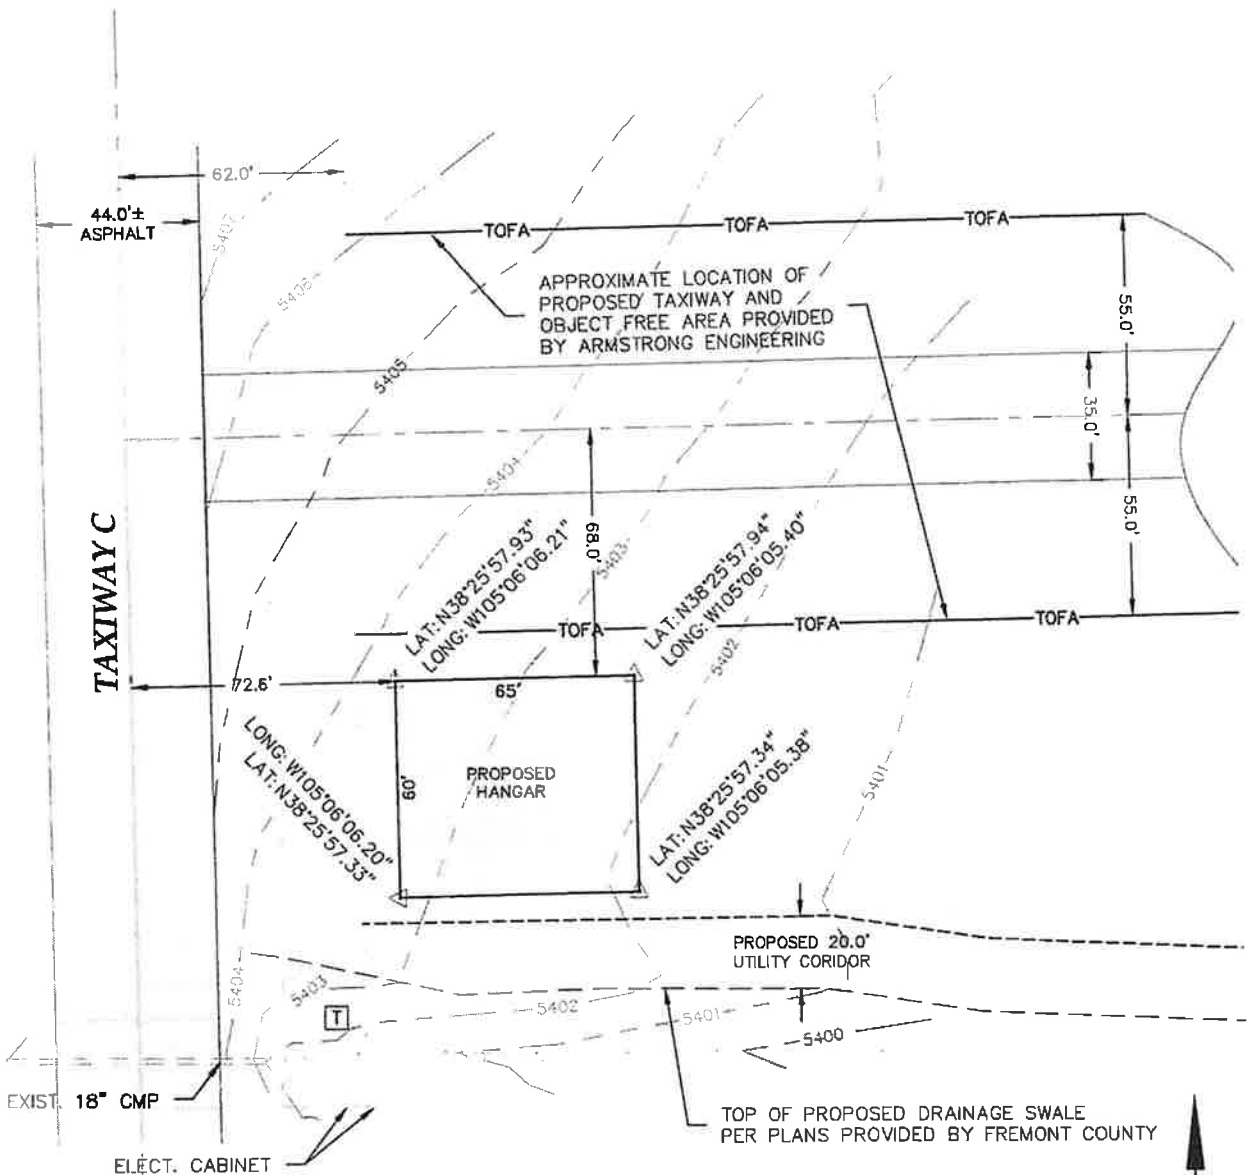 62.0'
44.0'±
ASPHALT
5407
5406
TOFA
TOFA
TOFA
APPROXIMATE LOCATION OF
PROPOSED TAXIWAY AND
OBJECT FREE AREA PROVIDED
BY ARMSTRONG ENGINEERING
55.0'
5405
35.0'
5404
55.0'
TAXIWAY C
68.0'
5403
LAT: N38°25'57.93"
LONG: W105°06'06.21"
LAT: N38°25'57.94"
LONG: W105°06'05.40"
TOFA
TOFA
TOFA
5402
72.6'
65'
LONG: W105°06'06.20"
LAT: N38°25'57.33"
60'
PROPOSED
HANGAR
LAT: N38°25'57.34"
LONG: W105°06'05.38"
5401
PROPOSED 20.0'
UTILITY CORIDOR
5404
5403
T
5402
5401
5400
EXIST. 18" CMP
TOP OF PROPOSED DRAINAGE SWALE
PER PLANS PROVIDED BY FREMONT COUNTY
ELECT. CABINET